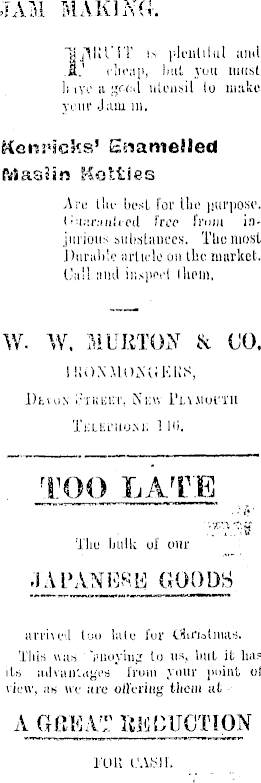 JAM MAKING.
FRUIT is plentiful and
cheap, but you must
have a good utensil to make
your Jam in.
Kenricks' Enamelled
Maslin Kettles
Are the best for the purpose.
Guaranteed free from in-
jurious substances. The most
Durable article on the market.
Call and inspect them.
W. W. MURTON & CO.
IRONMONGERS,
DEVON STREET, NEW PLYMOUTH
TELEPHONE 146.
TOO LATE
The bulk of our
JAPANESE GOODS
arrived too late for Christmas.
This was annoying to us, but it has
its advantages from your point of
view, as we are offering them at
A GREAT REDUCTION
FOR CASH.